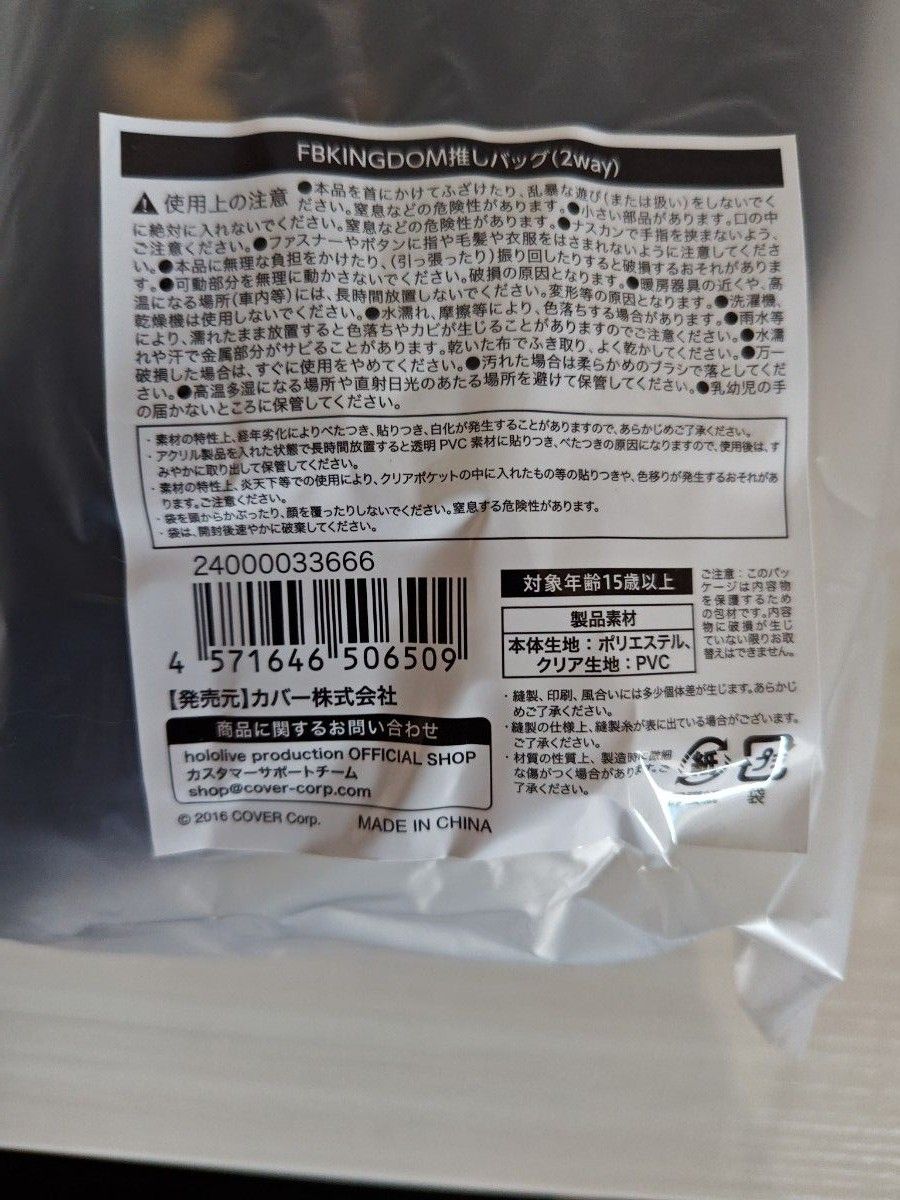 FBKINGDOM推しバッグ(2way)
使用上の注意
●本品を首にかけてふざけたり、乱暴な遊び(または扱い)をしないでく
ださい。窒息などの危険性があります。●小さい部品があります。口の中
に絶対に入れないでください。窒息などの危険性があります。●ナスカンで手指を挟まないよう、
ご注意ください。●ファスナーやボタンに指や毛髪や衣服をはさまれないように注意してくださ
い。●本品に無理な負担をかけたり、(引っ張ったり)振り回したりすると破損するおそれがありま
す。●可動部分を無理に動かさないでください。破損の原因となります。●暖房器具の近くや、高
温になる場所(車内等)には、長時間放置しないでください。変形等の原因となります。●洗濯機、
乾燥機は使用しないでください。●水濡れ、摩擦等により、色落ちする場合があります。●雨水等
により、濡れたまま放置すると色落ちやカビが生じることがありますのでご注意ください。●水濡
れや汗で金属部分がサビることがあります。乾いた布でふき取り、よく乾かしてください。●万一
破損した場合は、すぐに使用をやめてください。●汚れた場合は柔らかめのブラシで落としてくだ
さい。●高温多湿になる場所や直射日光のあたる場所を避けて保管してください。●乳幼児の手
の届かないところに保管してください。
・素材の特性上、経年劣化によりべたつき、貼りつき、白化が発生することがありますので、あらかじめご了承ください。
・アクリル製品を入れた状態で長時間放置すると透明 PVC 素材に貼りつき、べたつきの原因になりますので、使用後は、す
みやかに取り出して保管してください。
・素材の特性上、炎天下等での使用により、クリアポケットの中に入れたもの等の貼りつきや、色移りが発生するおそれがあ
ります。ご注意ください。
・袋を頭からかぶったり、顔を覆ったりしないでください。窒息する危険性があります。
・袋は、開封後速やかに破棄してください。
24000033666
4 571646 506509
【発売元】カバー株式会社
商品に関するお問い合わせ
hololive production OFFICIAL SHOP
カスタマーサポートチーム
shop@cover-corp.com
© 2016 COVER Corp.
MADE IN CHINA
対象年齢15歳以上
製品素材
本体生地：ポリエステル、
クリア生地：PVC
ご注意：このパッ
ケージは内容物
を保護するため
の包材です。内容
物に破損が生じ
ていない限りお取
替えはできません。
・縫製、印刷、風合いには多少個体差が生じます。あらかじ
めご了承ください。
・縫製の仕様上、縫製糸が表に出ている場合がございます。
ご了承ください。
・材質の性質上、製造時に微細
な傷がつく場合があります。ご
了承ください。
紙
プラ
袋